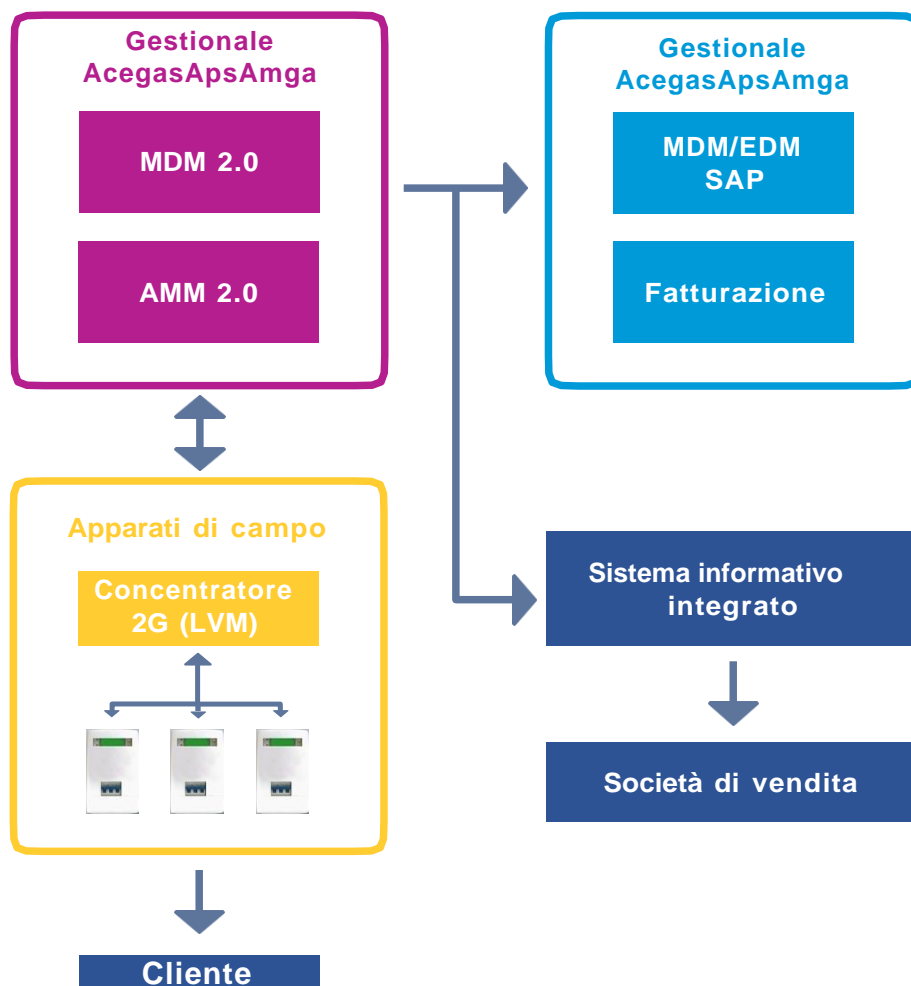 Gestionale
AcegasApsAmga
MDM 2.0
AMM 2.0
Gestionale
AcegasApsAmga
MDM/EDM
SAP
Fatturazione
Apparati di campo
Concentratore
2G (LVM)
Sistema informativo
integrato
Società di vendita
Cliente